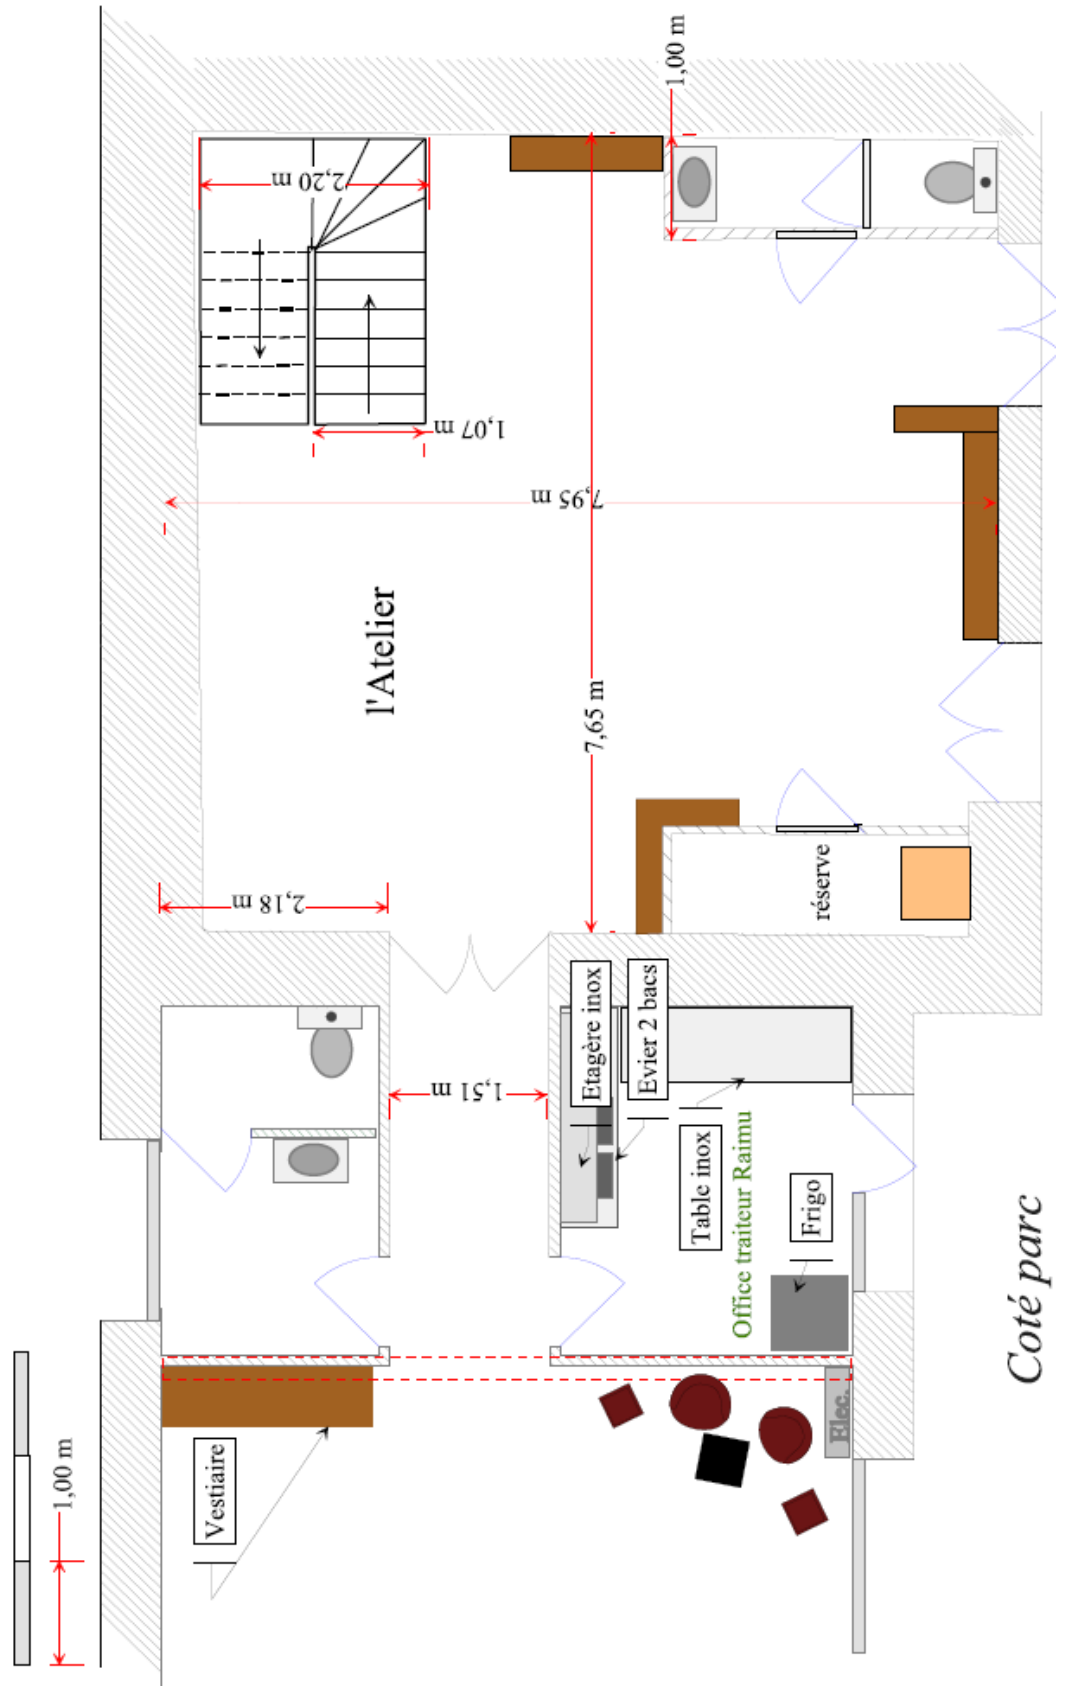 1,00 m
2,20 m
1,07 m
7,95 m
l'Atelier
7,65 m
2,18 m
réserve
Etagère inox
Evier 2 bacs
1,51 m
Table inox
Office traiteur Raimu
Frigo
Coté parc
Elec.
Vestiaire
1,00 m